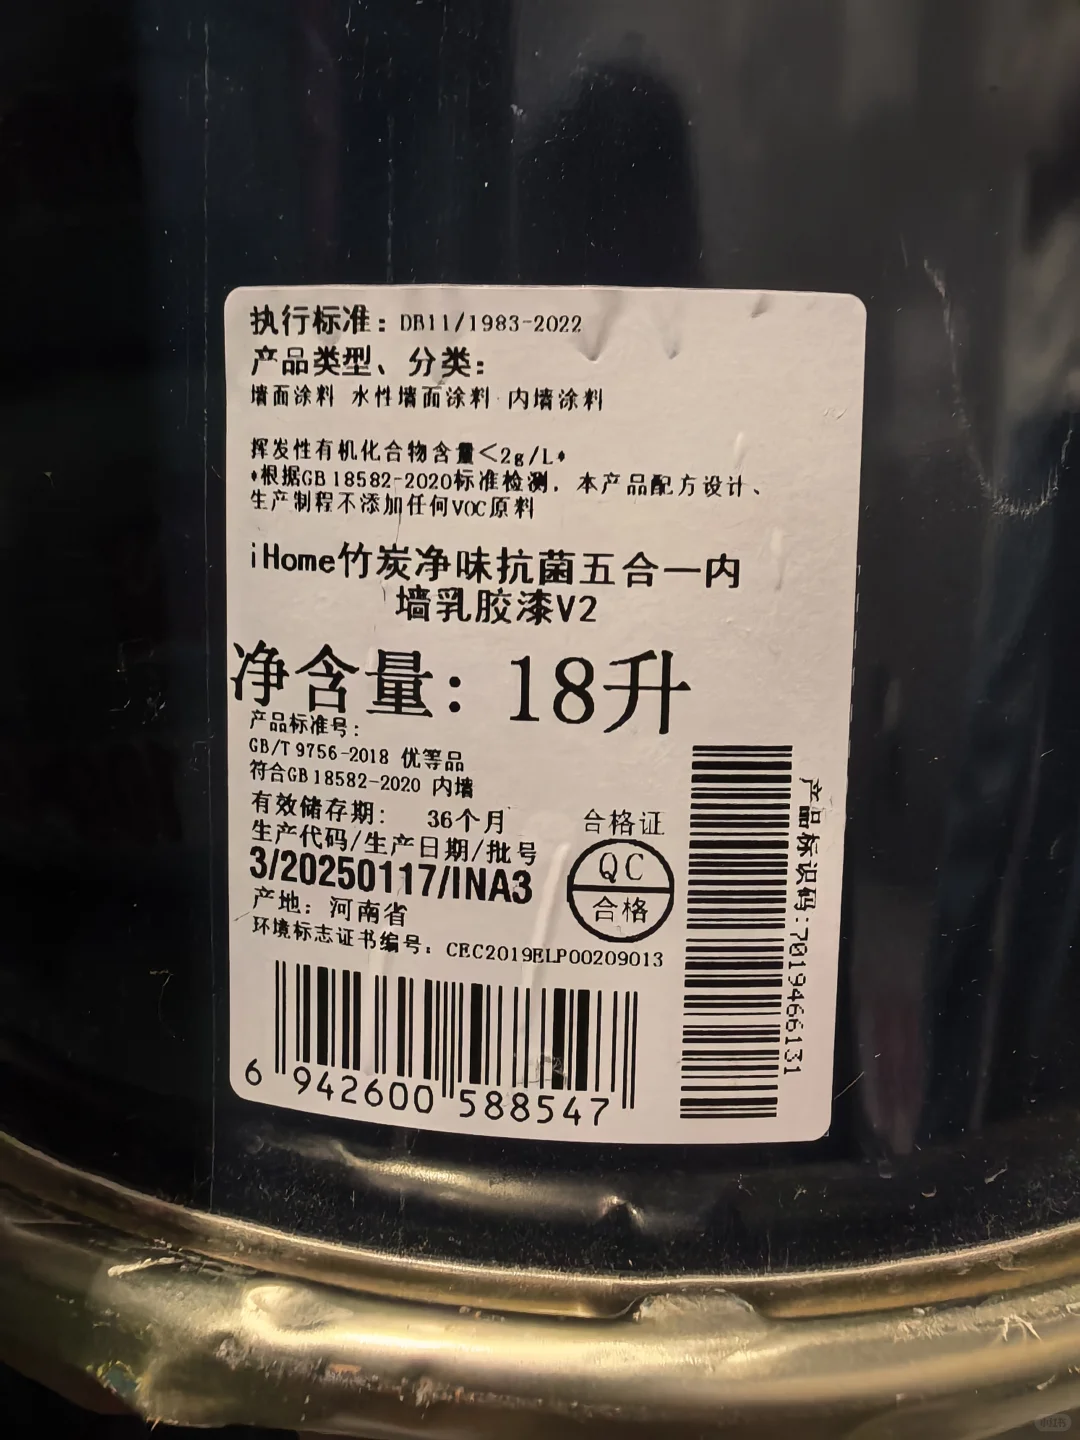 执行标准：DB11/1983-2022
产品类型、分类：
墙面涂料 水性墙面涂料 内墙涂料
挥发性有机化合物含量＜2g/L*
*根据GB 18582-2020标准检测，本产品配方设计、
生产制程不添加任何VOC原料
iHome竹炭净味抗菌五合一内
墙乳胶漆V2
净含量：18升
产品标准号：
GB/T 9756-2018 优等品
符合GB 18582-2020 内墙
有效储存期： 36个月
生产代码/生产日期/批号
3/20250117/INA3
产地：河南省
环境标志证书编号：CEC2019ELP00209013
合格证
QC
合格
6 942600 588547
产品标识码:7019466131
小红书